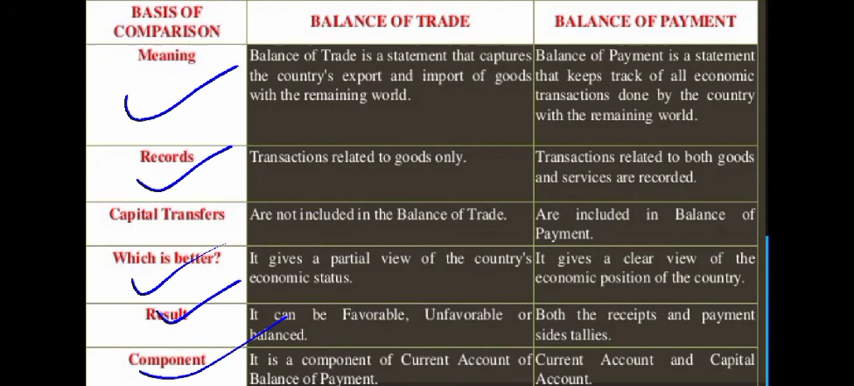 BASIS OF
COMPARISON
BALANCE OF TRADE
BALANCE OF PAYMENT
Meaning
Balance of Trade is a statement that captures
the country's export and import of goods
with the remaining world.
Balance of Payment is a statement
that keeps track of all economic
transactions done by the country
with the remaining world.
Records
Transactions related to goods only.
Transactions related to both goods
and services are recorded.
Capital Transfers
Are not included in the Balance of Trade.
Are included in Balance of
Payment.
Which is better?
It gives a partial view of the country's
economic status.
It gives a clear view of the
economic position of the country.
Result
It can be Favorable, Unfavorable or
balanced.
Both the receipts and payment
sides tallies.
Component
It is a component of Current Account of
Balance of Payment.
Current Account and Capital
Account.